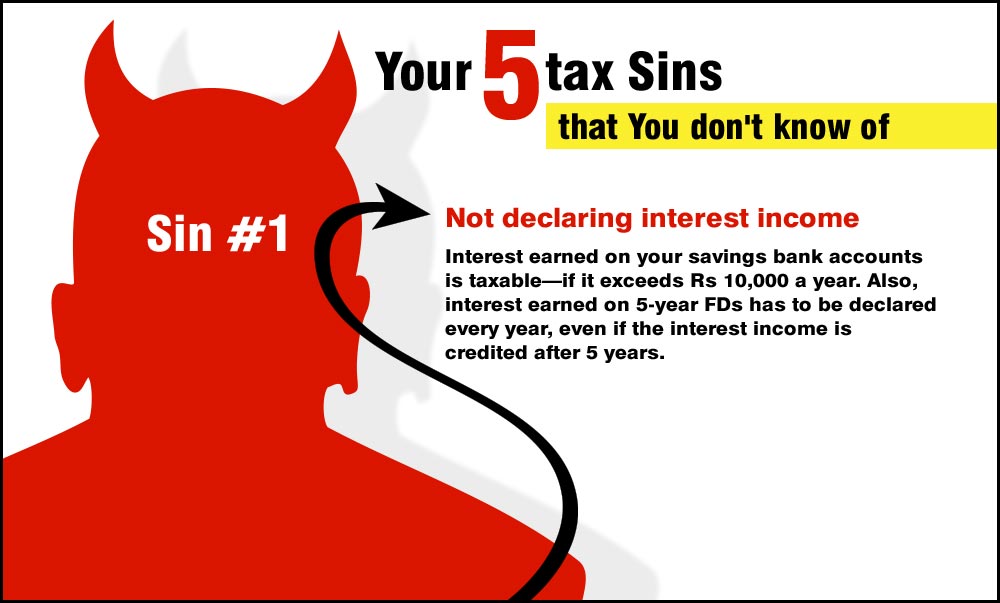 Your 5 tax Sins
that You don't know of
Sin #1
Not declaring interest income
Interest earned on your savings bank accounts
is taxable—if it exceeds Rs 10,000 a year. Also,
interest earned on 5-year FDs has to be declared
every year, even if the interest income is
credited after 5 years.